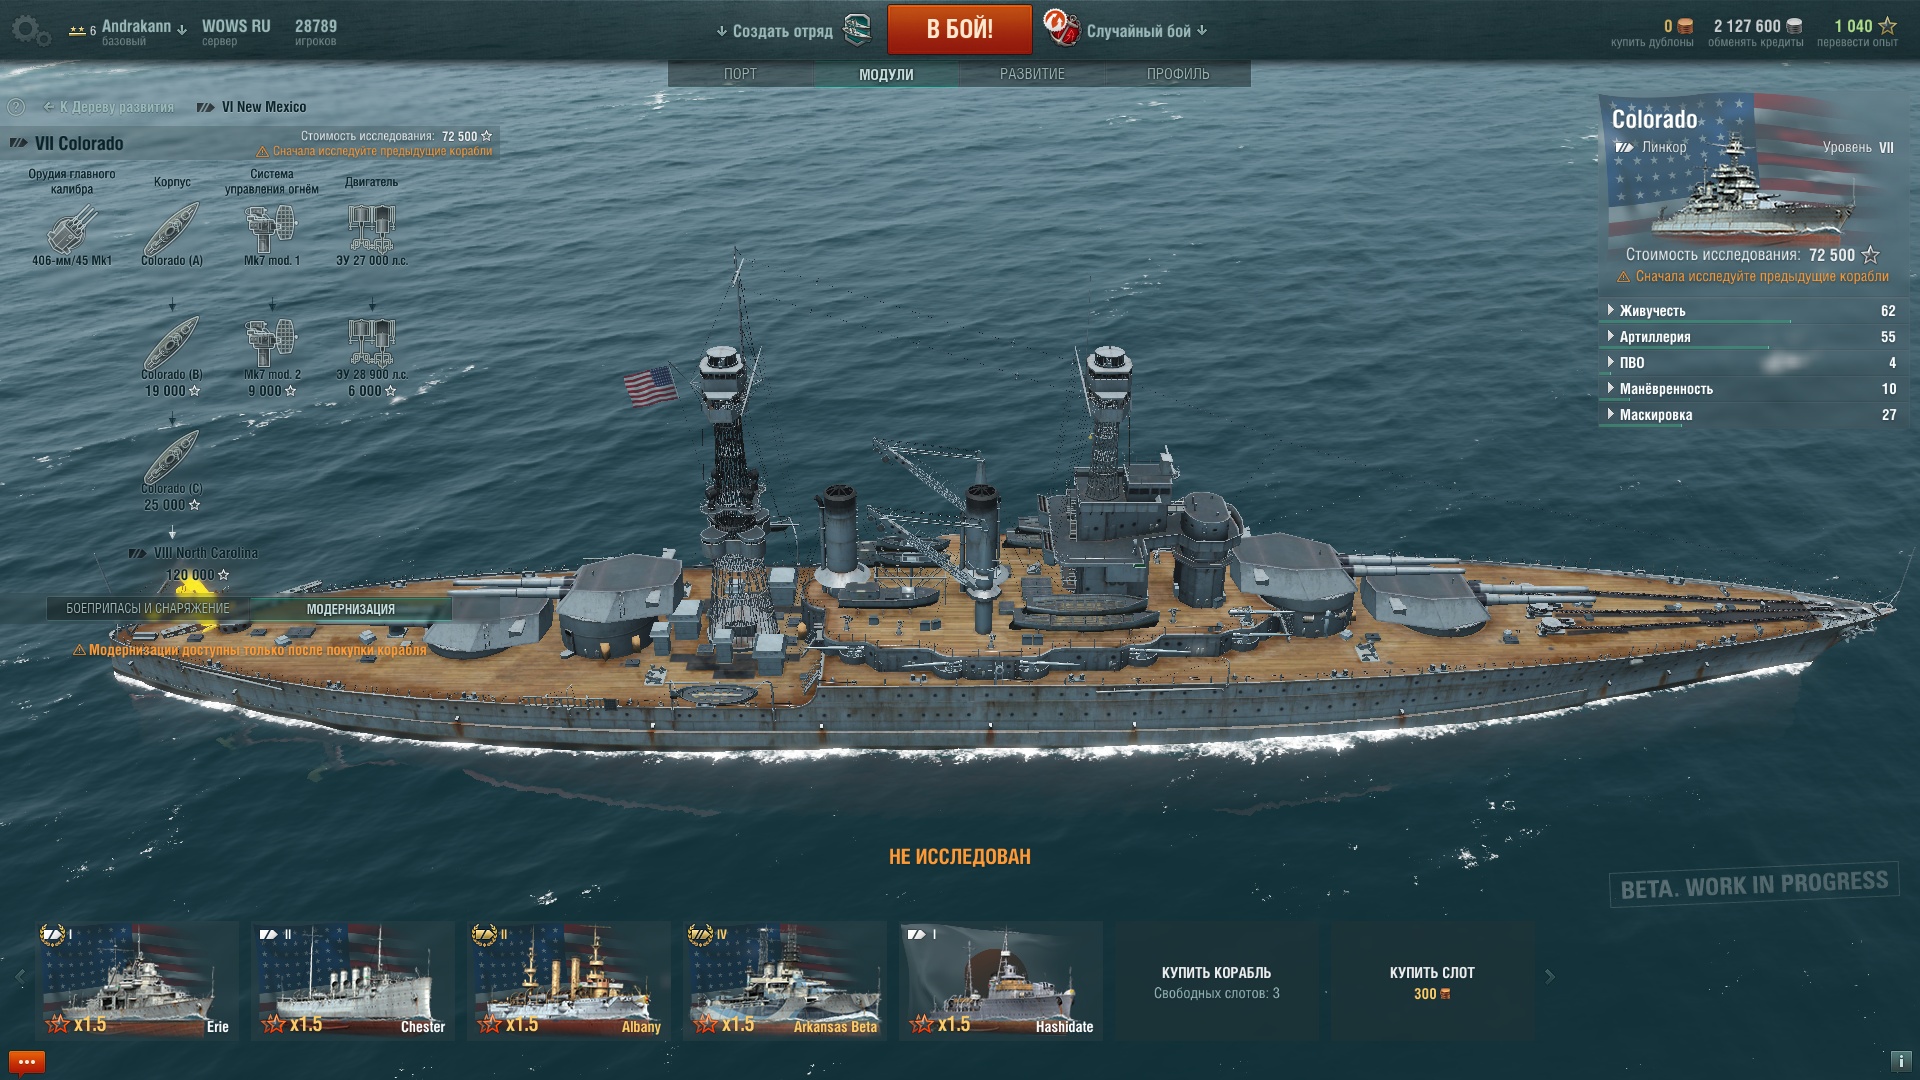 6 Andrakann
базовый
WOWS RU
сервер
28789
игроков
Создать отряд
В БОЙ!
Случайный бой
0
купить дублоны
2 127 600
обменять кредиты
1 040
перевести опыт
ПОРТ
МОДУЛИ
РАЗВИТИЕ
ПРОФИЛЬ
? К Дереву развития
VI New Mexico
VII Colorado
Стоимость исследования: 72 500
Сначала исследуйте предыдущие корабли
Орудия главного калибра
Корпус
Система управления огнём
Двигатель
406-мм/45 Mk1
Colorado (A)
Mk7 mod. 1
ЭУ 27 000 л.с.
Colorado (B)
19 000
Mk7 mod. 2
9 000
ЭУ 28 900 л.с.
6 000
Colorado (C)
25 000
VIII North Carolina
120 000
БОЕПРИПАСЫ И СНАРЯЖЕНИЕ
МОДЕРНИЗАЦИЯ
Модернизации доступны только после покупки корабля
Colorado
Линкор
Уровень VII
Стоимость исследования: 72 500
Сначала исследуйте предыдущие корабли
Живучесть 62
Артиллерия 55
ПВО 4
Манёвренность 10
Маскировка 27
НЕ ИССЛЕДОВАН
BETA. WORK IN PROGRESS
I
x1.5
Erie
II
x1.5
Chester
II
x1.5
Albany
IV
x1.5
Arkansas Beta
I
x1.5
Hashidate
КУПИТЬ КОРАБЛЬ
Свободных слотов: 3
КУПИТЬ СЛОТ
300
i